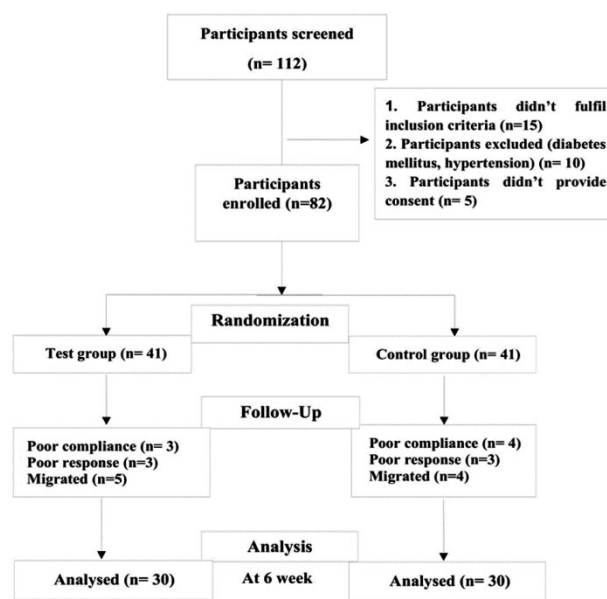 Participants screened
(n= 112)
1. Participants didn't fulfil
inclusion criteria (n=15)
2. Participants excluded (diabetes
mellitus, hypertension) (n= 10)
3. Participants didn't provide
consent (n= 5)
Participants
enrolled (n=82)
Randomization
Test group (n= 41)
Control group (n= 41)
Follow-Up
Poor compliance (n= 3)
Poor response (n=3)
Migrated (n=5)
Poor compliance (n= 4)
Poor response (n=3)
Migrated (n=4)
Analysis
Analysed (n= 30)
At 6 week
Analysed (n= 30)